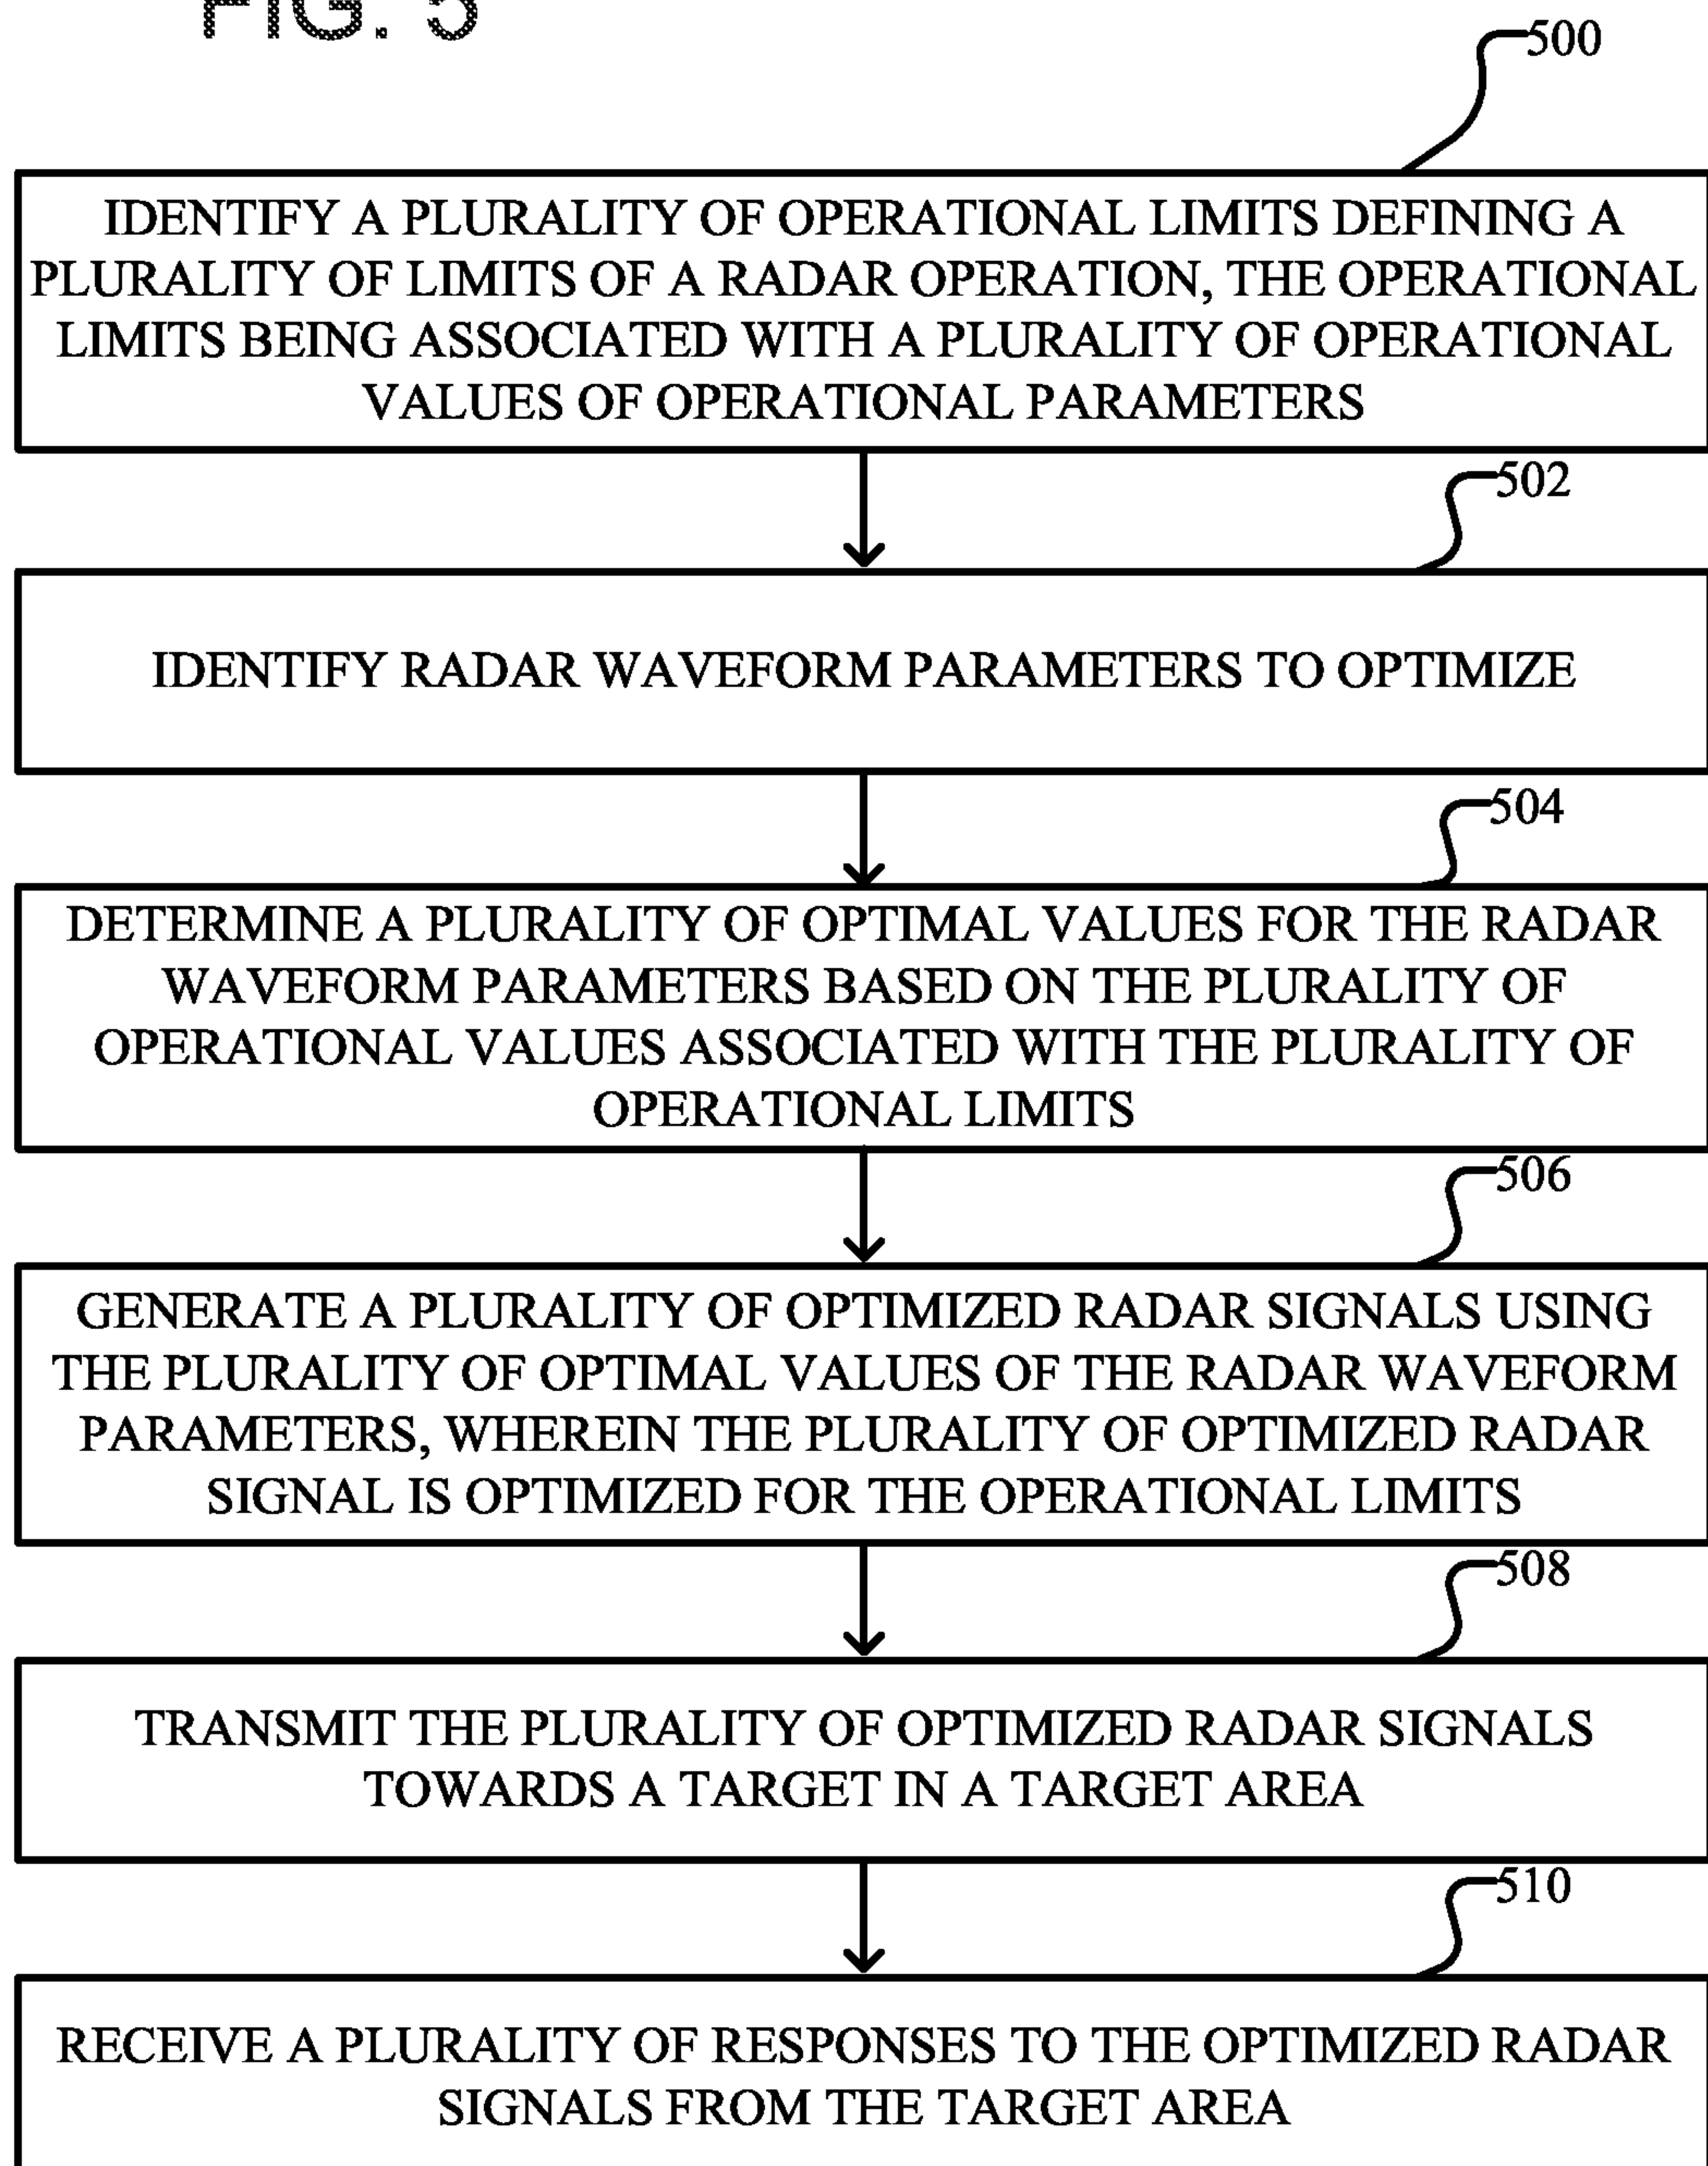 FIG. 5
500
IDENTIFY A PLURALITY OF OPERATIONAL LIMITS DEFINING A
PLURALITY OF LIMITS OF A RADAR OPERATION, THE OPERATIONAL
LIMITS BEING ASSOCIATED WITH A PLURALITY OF OPERATIONAL
VALUES OF OPERATIONAL PARAMETERS
502
IDENTIFY RADAR WAVEFORM PARAMETERS TO OPTIMIZE
504
DETERMINE A PLURALITY OF OPTIMAL VALUES FOR THE RADAR
WAVEFORM PARAMETERS BASED ON THE PLURALITY OF
OPERATIONAL VALUES ASSOCIATED WITH THE PLURALITY OF
OPERATIONAL LIMITS
506
GENERATE A PLURALITY OF OPTIMIZED RADAR SIGNALS USING
THE PLURALITY OF OPTIMAL VALUES OF THE RADAR WAVEFORM
PARAMETERS, WHEREIN THE PLURALITY OF OPTIMIZED RADAR
SIGNAL IS OPTIMIZED FOR THE OPERATIONAL LIMITS
508
TRANSMIT THE PLURALITY OF OPTIMIZED RADAR SIGNALS
TOWARDS A TARGET IN A TARGET AREA
510
RECEIVE A PLURALITY OF RESPONSES TO THE OPTIMIZED RADAR
SIGNALS FROM THE TARGET AREA